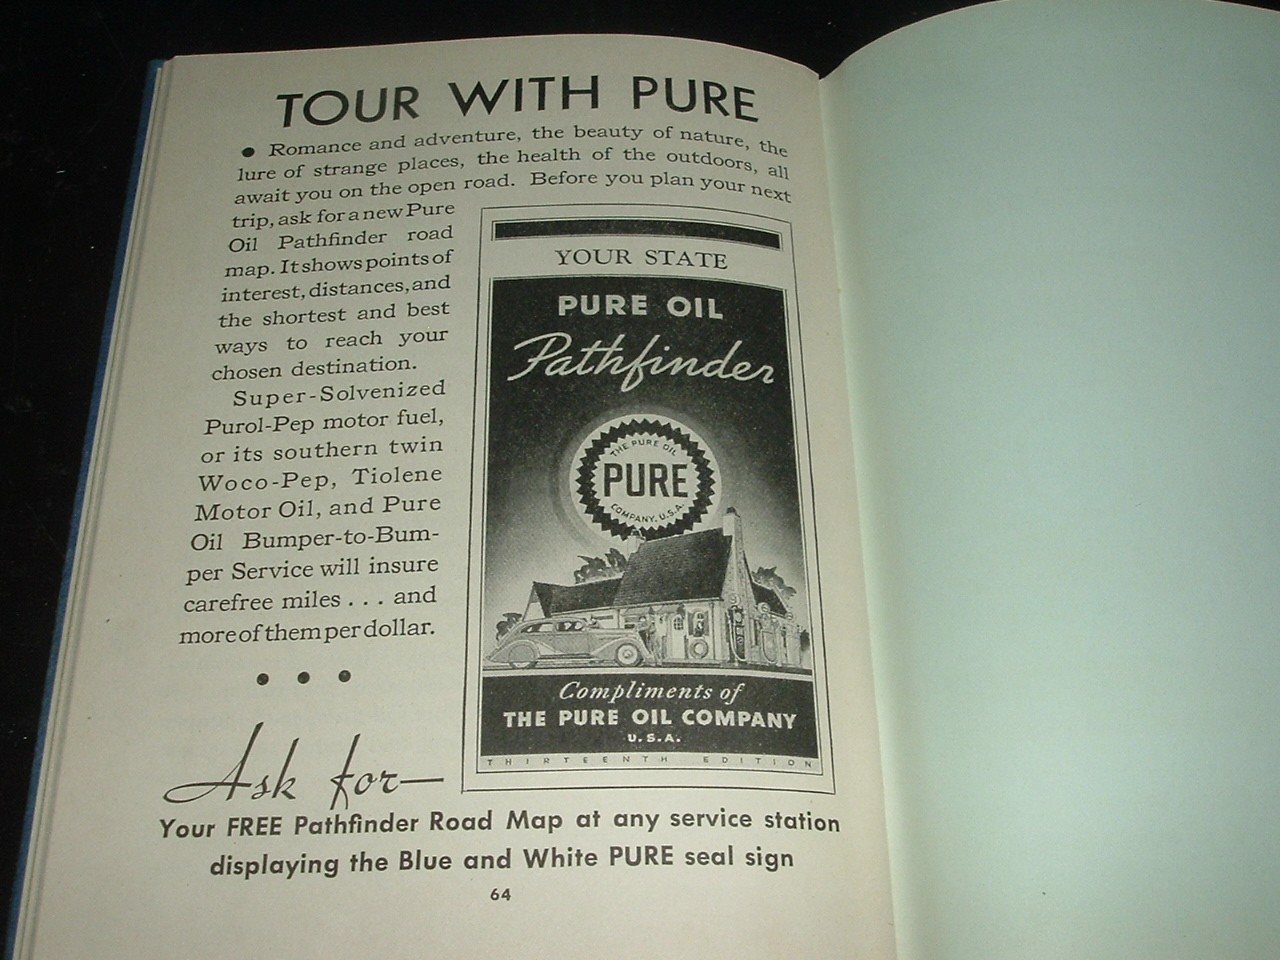 TOUR WITH PURE
● Romance and adventure, the beauty of nature, the
lure of strange places, the health of the outdoors, all
await you on the open road. Before you plan your next
trip, ask for a new Pure
Oil Pathfinder road
map. It shows points of
interest, distances, and
the shortest and best
ways to reach your
chosen destination.
Super-Solvenized
Purol-Pep motor fuel,
or its southern twin
Woco-Pep, Tiolene
Motor Oil, and Pure
Oil Bumper-to-Bum-
per Service will insure
carefree miles . . . and
more of them per dollar.
● ● ●
YOUR STATE
PURE OIL
Pathfinder
THE PURE OIL
PURE
COMPANY, U.S.A.
Compliments of
THE PURE OIL COMPANY
U.S.A.
THIRTEENTH EDITION
Ask for—
Your FREE Pathfinder Road Map at any service station
displaying the Blue and White PURE seal sign
64